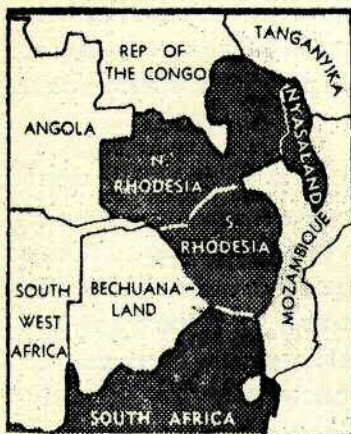 REP OF
THE CONGO
TANGANYIKA
ANGOLA
NYASALAND
N.
RHODESIA
S.
RHODESIA
MOZAMBIQUE
SOUTH
WEST
AFRICA
BECHUANA-
LAND
SOUTH AFRICA